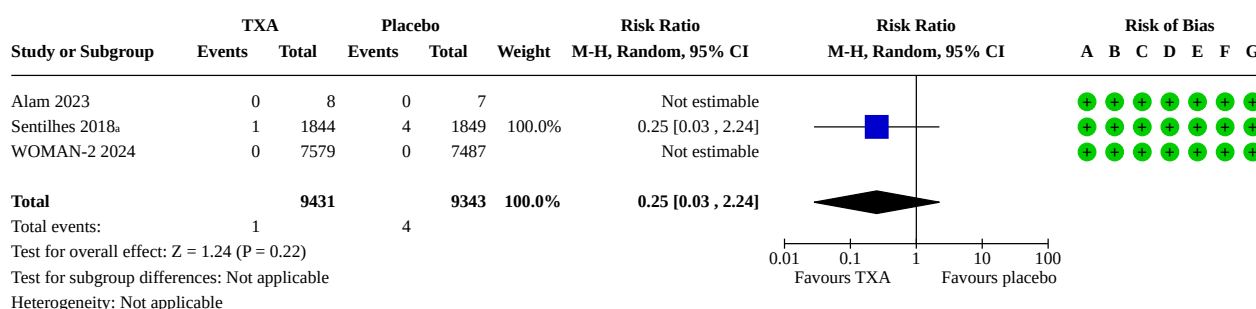 TXA Placebo Risk Ratio Risk Ratio Risk of Bias
Study or Subgroup Events Total Events Total Weight M-H, Random, 95% CI M-H, Random, 95% CI A B C D E F G
Alam 2023 0 8 0 7 Not estimable + + + + + + +
Sentilhes 2018a 1 1844 4 1849 100.0% 0.25 [0.03 , 2.24] + + + + + + +
WOMAN-2 2024 0 7579 0 7487 Not estimable + + + + + + +
Total 9431 9343 100.0% 0.25 [0.03 , 2.24]
Total events: 1 4
Test for overall effect: Z = 1.24 (P = 0.22) 0.01 0.1 1 10 100
Test for subgroup differences: Not applicable Favours TXA Favours placebo
Heterogeneity: Not applicable